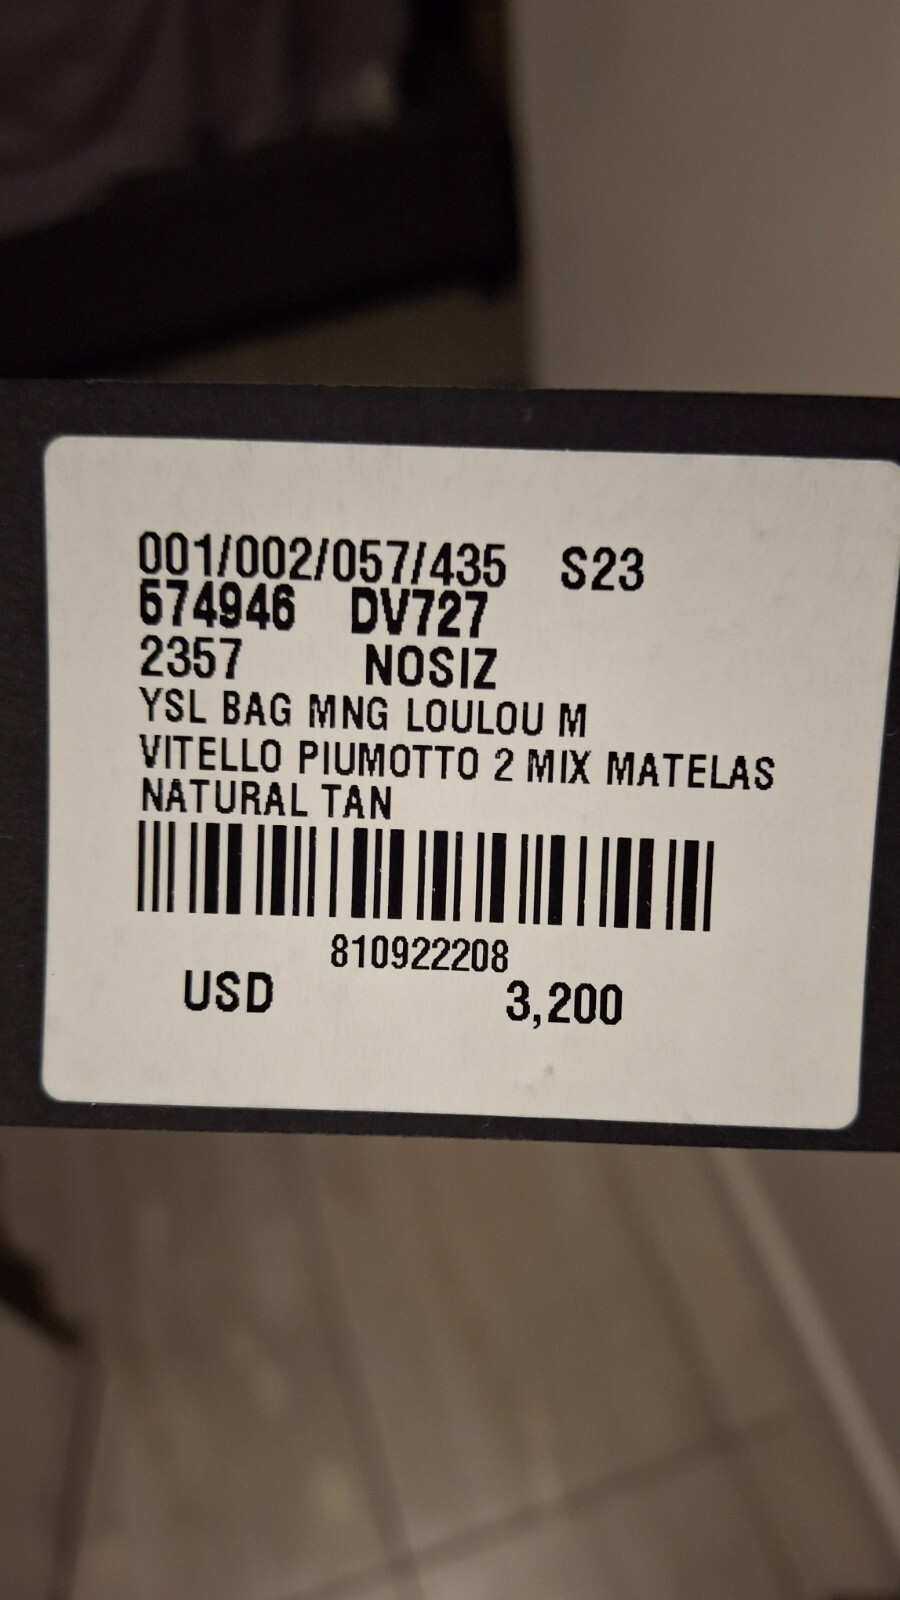 001/002/057/435 S23
574946 DV727
2357 NOSIZ
YSL BAG MNG LOULOU M
VITELLO PIUMOTTO 2 MIX MATELAS
NATURAL TAN
810922208
USD 3,200